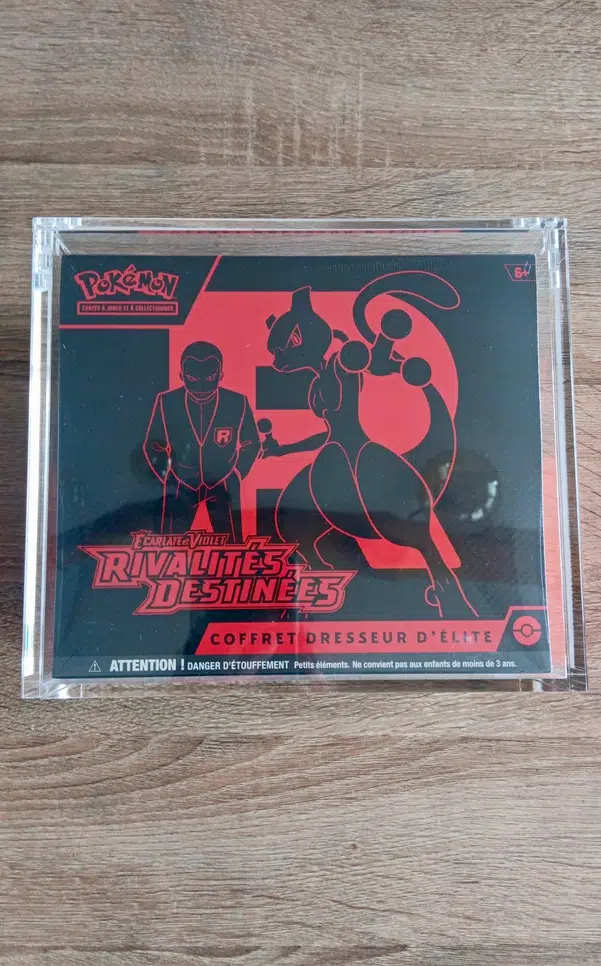 POKéMON
CARTES À JOUER ET À COLLECTIONNER
6+
R
ÉCARLATE et VIOLET
RIVALITÉS
DESTINÉES
COFFRET DRESSEUR D'ÉLITE
ATTENTION ! DANGER D'ÉTOUFFEMENT Petits éléments. Ne convient pas aux enfants de moins de 3 ans.